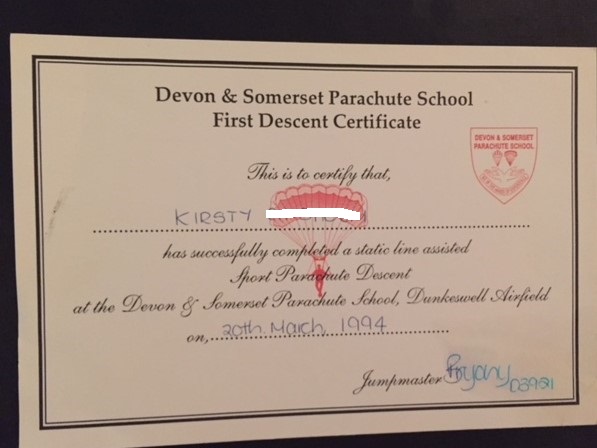 Devon & Somerset Parachute School
First Descent Certificate
DEVON & SOMERSET
PARACHUTE SCHOOL
This is to certify that,
KIRSTY
has successfully completed a static line assisted
Sport Parachute Descent
at the Devon & Somerset Parachute School, Dunkeswell Airfield
on, 20th March, 1994
Jumpmaster